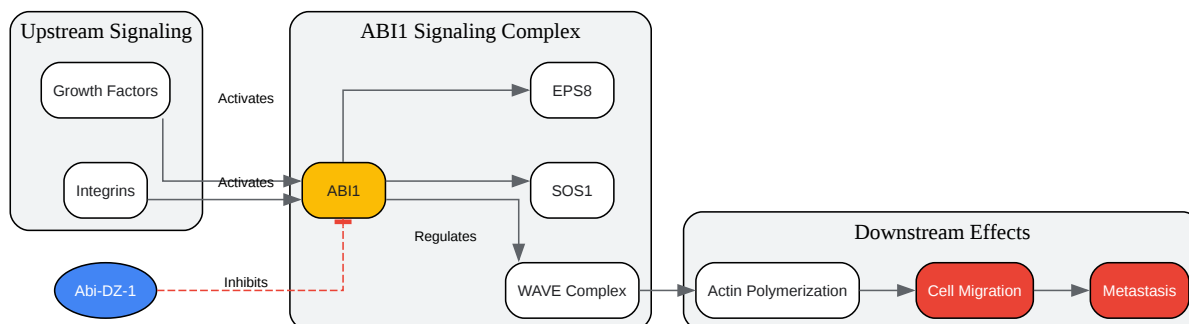 Upstream Signaling
Growth Factors
Integrins
Activates
Activates
Abi-DZ-1
Inhibits
ABI1 Signaling Complex
EPS8
ABI1
SOS1
Regulates
WAVE Complex
Downstream Effects
Actin Polymerization
Cell Migration
Metastasis